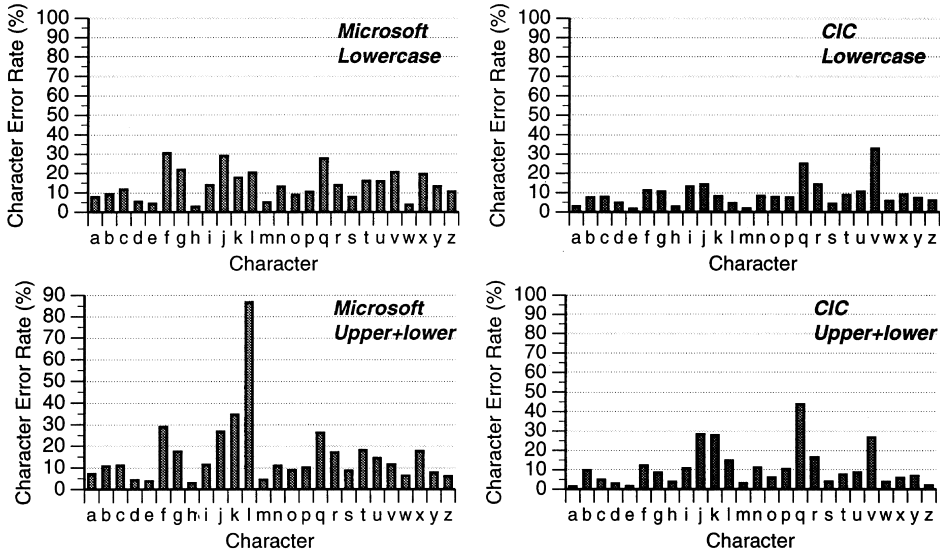 Character Error Rate (%)
100
90
80
70
60
50
40
30
20
10
0
Microsoft
Lowercase
a b c d e f g h i j k l m n o p q r s t u v w x y z
Character
Character Error Rate (%)
100
90
80
70
60
50
40
30
20
10
0
CIC
Lowercase
a b c d e f g h i j k l m n o p q r s t u v w x y z
Character
Character Error Rate (%)
90
80
70
60
50
40
30
20
10
0
Microsoft
Upper+lower
a b c d e f g h i j k l m n o p q r s t u v w x y z
Character
Character Error Rate (%)
100
90
80
70
60
50
40
30
20
10
0
CIC
Upper+lower
a b c d e f g h i j k l m n o p q r s t u v w x y z
Character